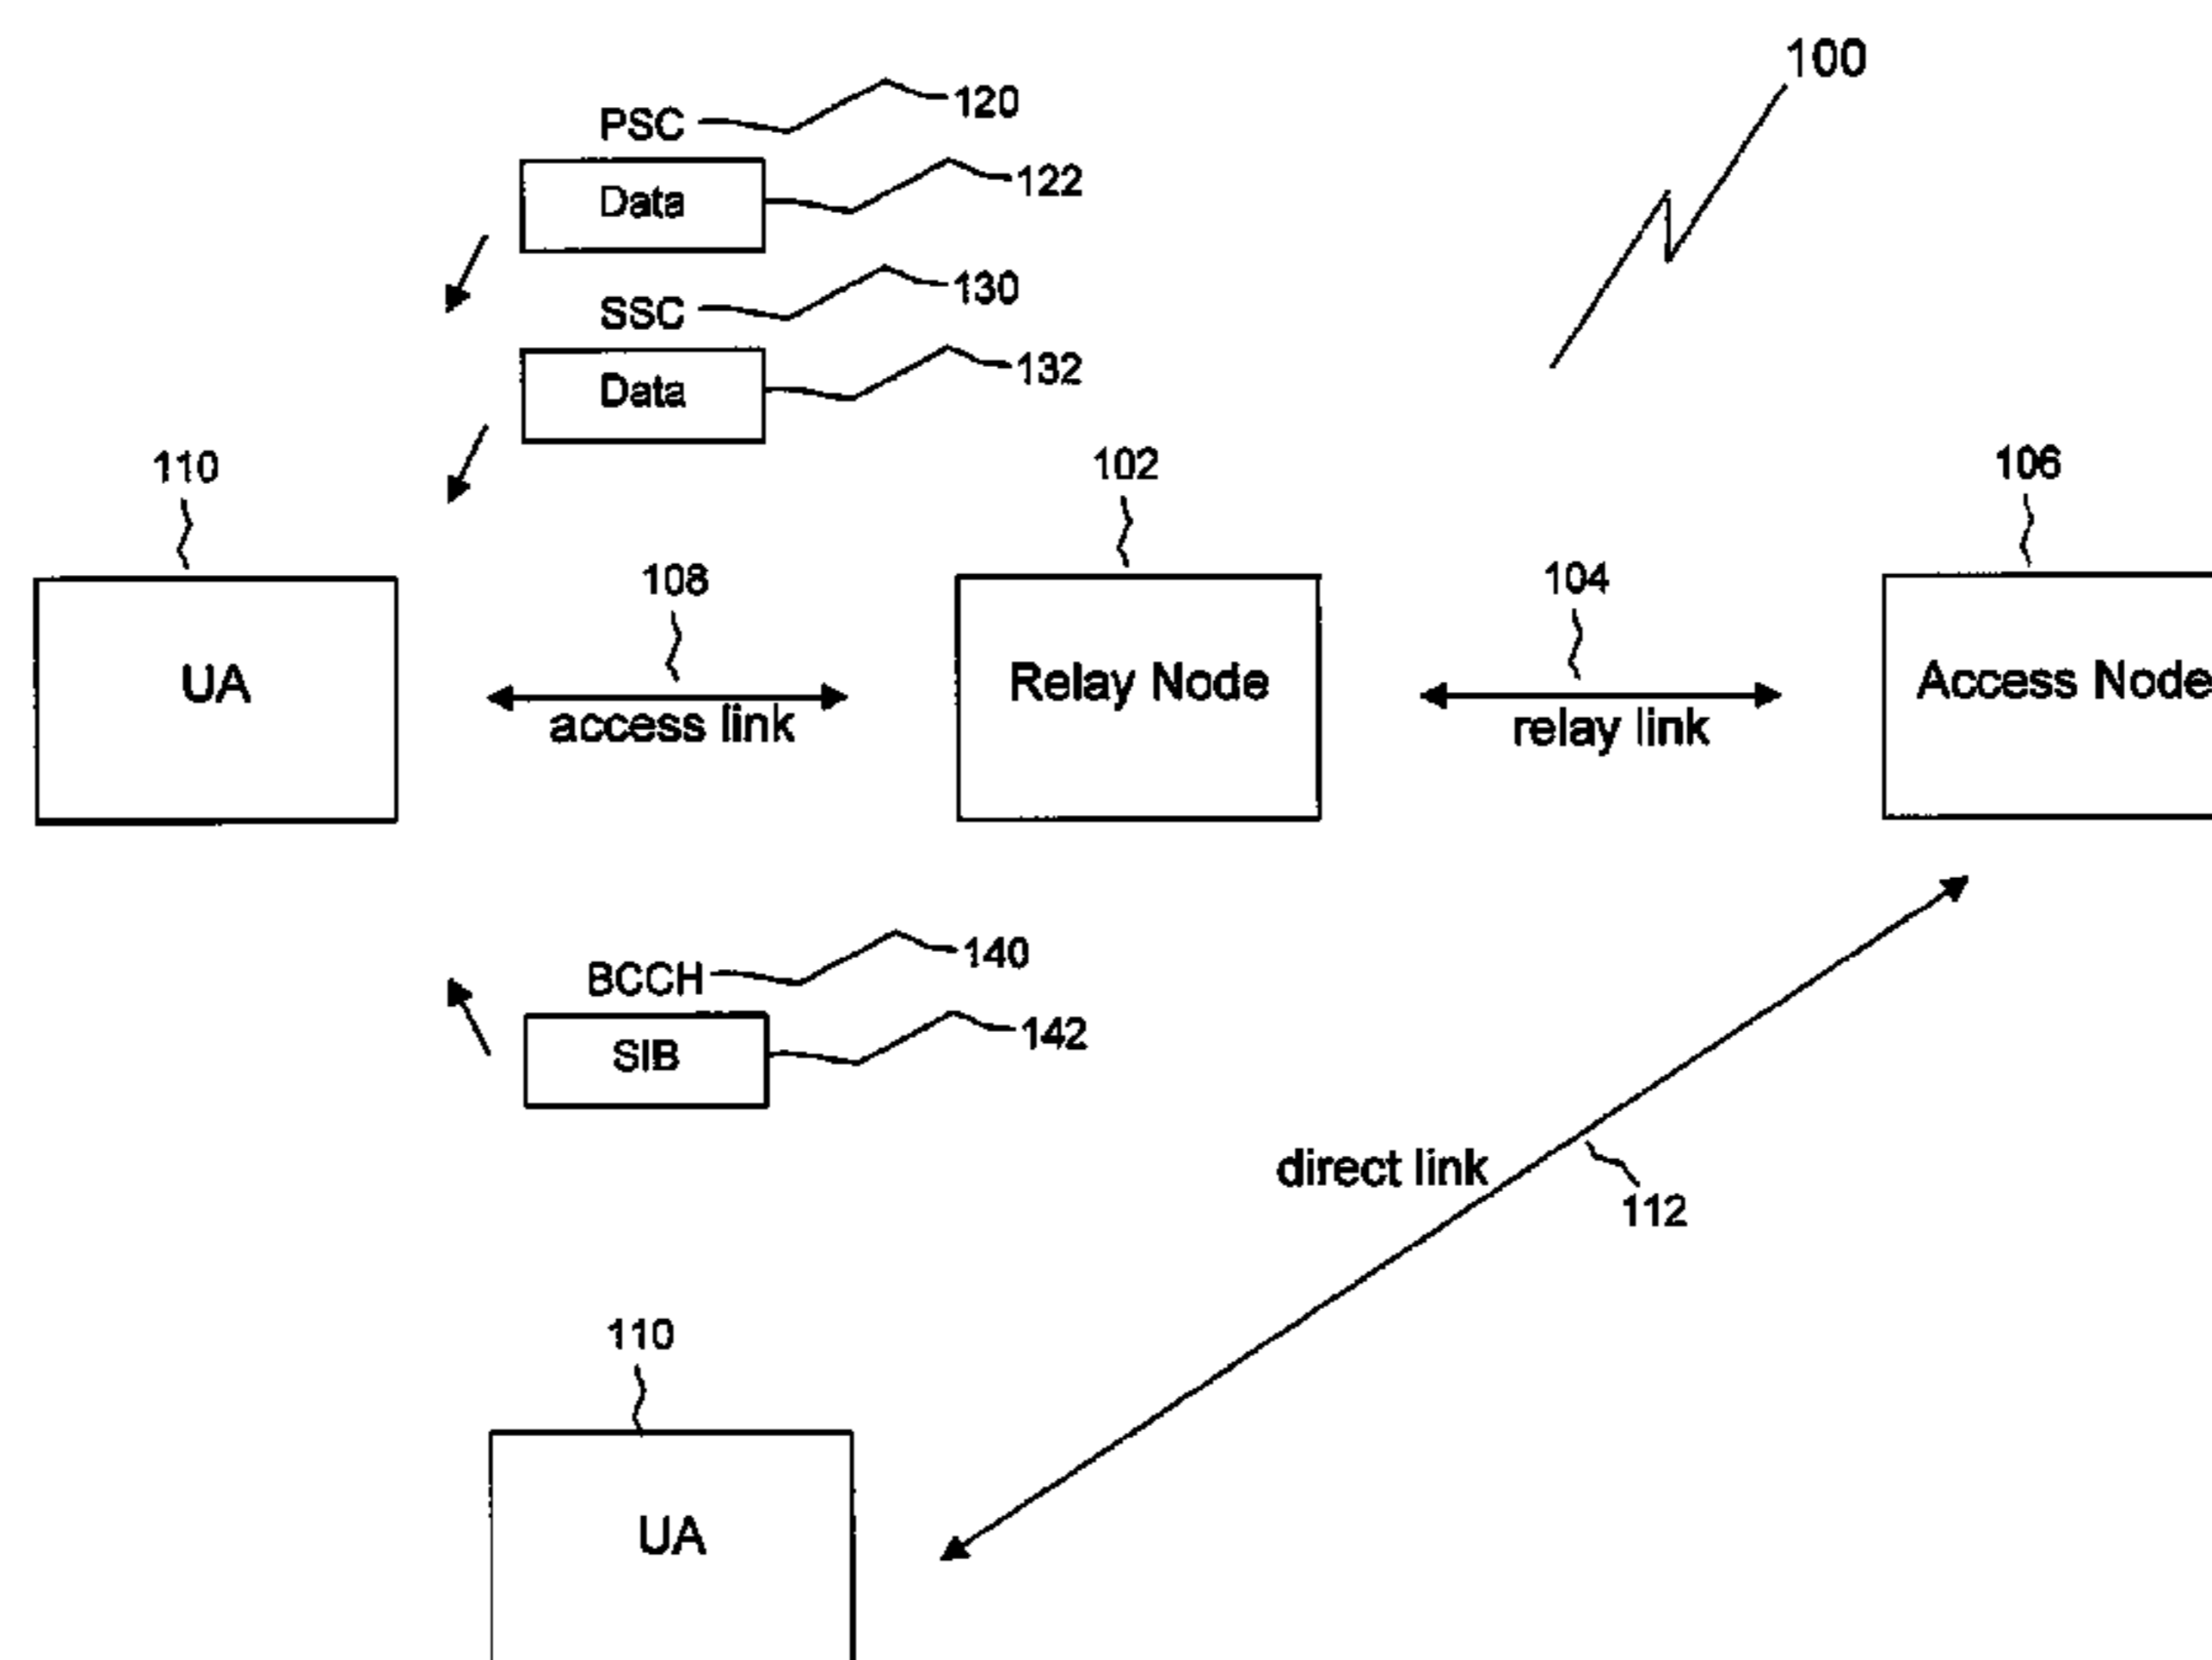 100
PSC 120
Data 122
SSC 130
Data 132
110
102
106
108
104
UA
Relay Node
Access Node
access link
relay link
BCCH 140
SIB 142
direct link
112
110
UA